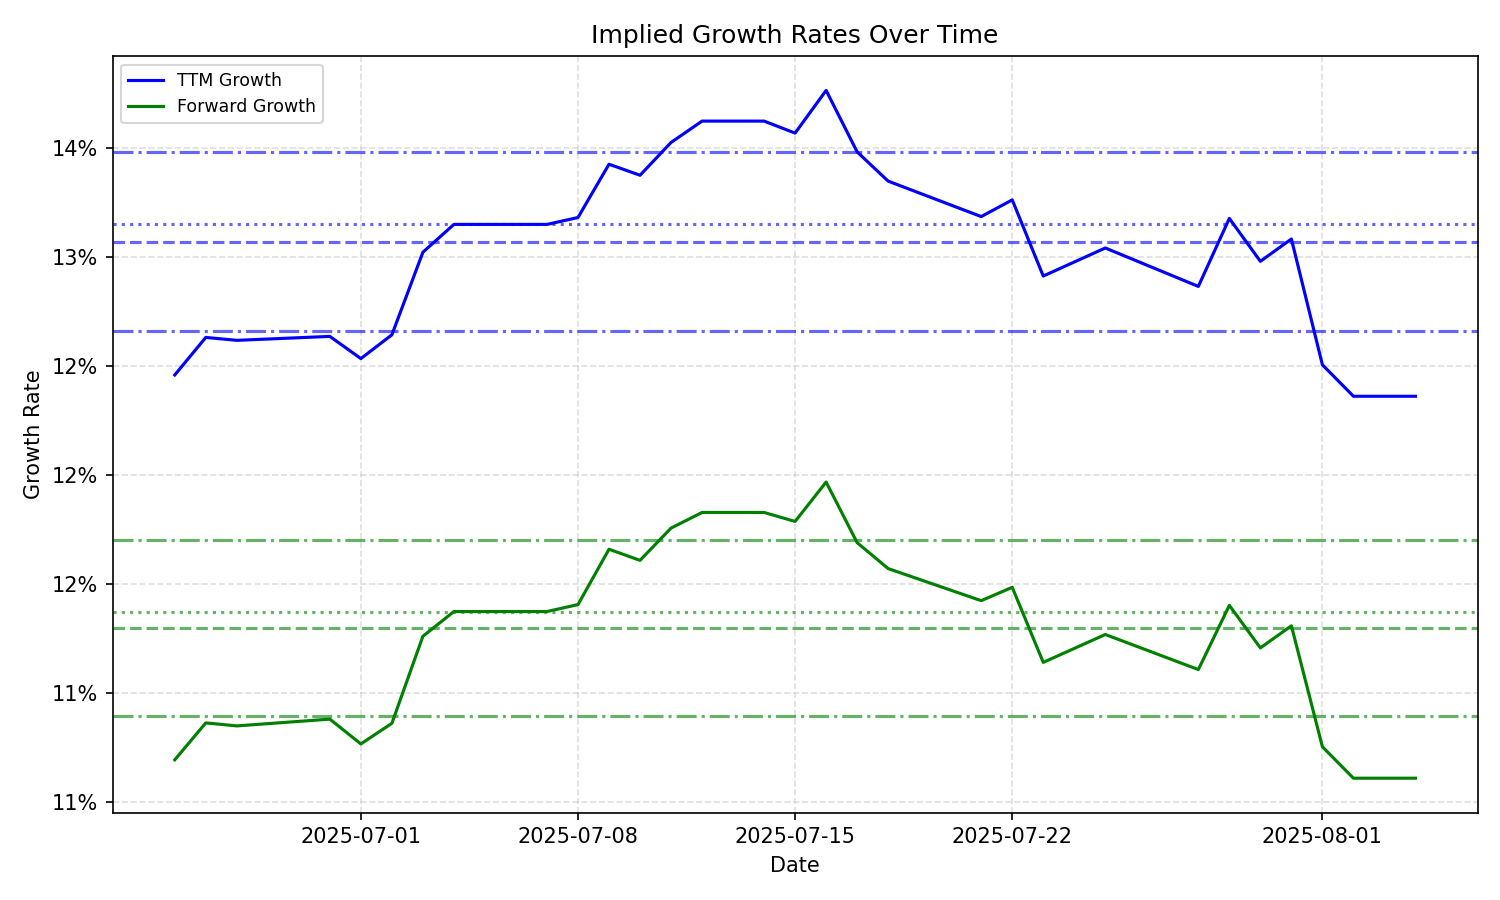 Implied Growth Rates Over Time
TTM Growth
Forward Growth
14%
13%
12%
12%
12%
11%
11%
Growth Rate
2025-07-01
2025-07-08
2025-07-15
2025-07-22
2025-08-01
Date